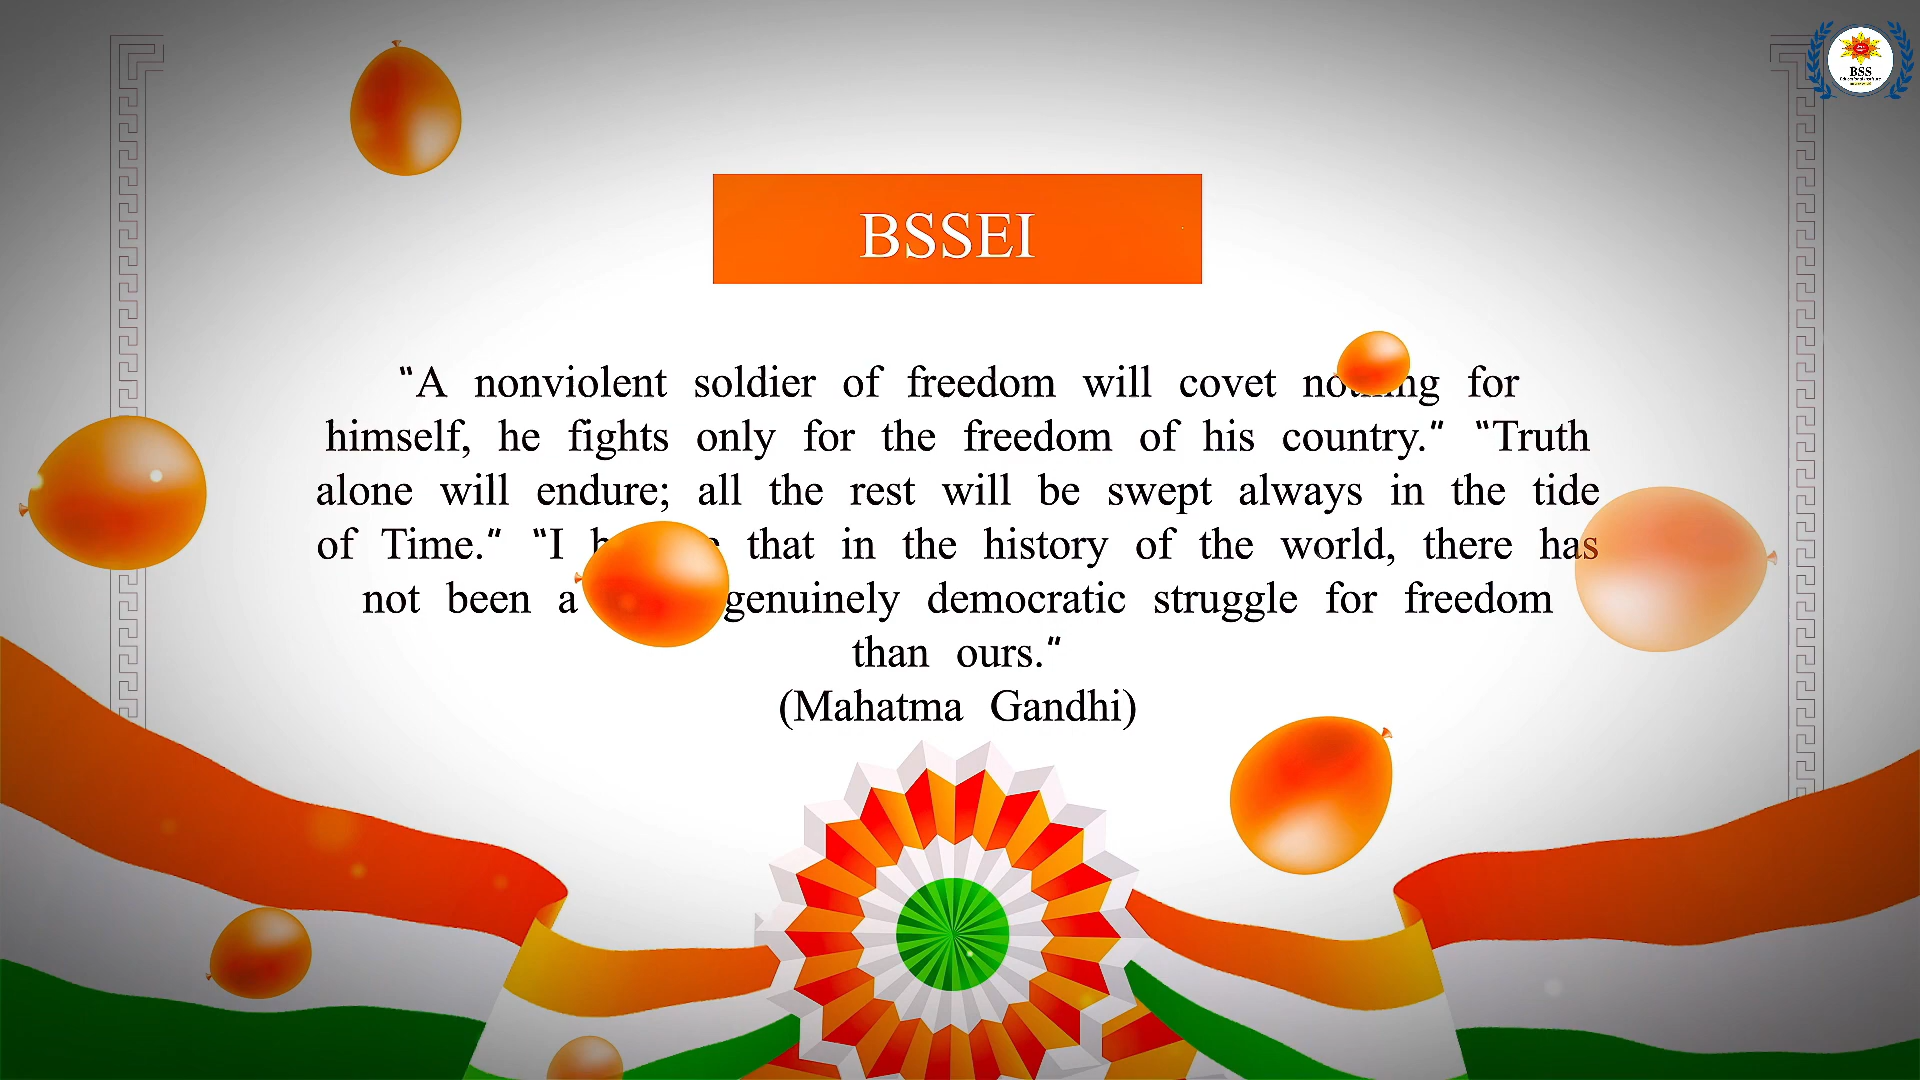 BSS
BSSEI
"A nonviolent soldier of freedom will covet for
himself, he fights only for the freedom of his country." "Truth
alone will endure; all the rest will be swept always in the tide
of Time." "I that in the history of the world, there has
not been a genuinely democratic struggle for freedom
than ours."
(Mahatma Gandhi)